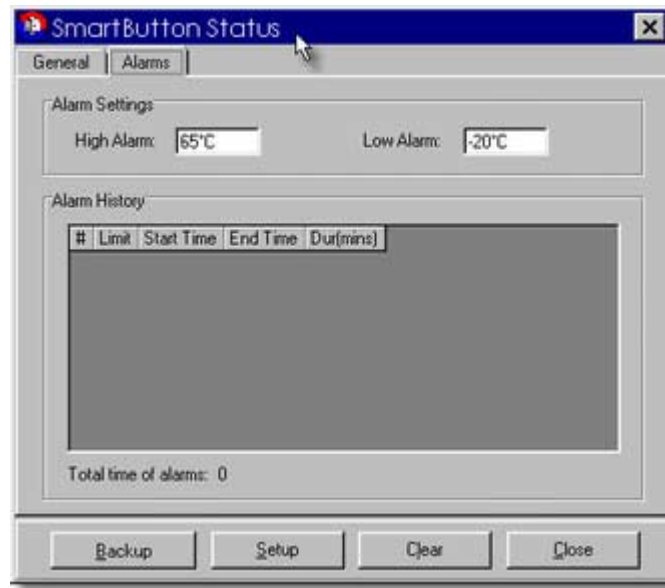 SmartButton Status
General Alarms
Alarm Settings
High Alarm: 65°C Low Alarm: -20°C
Alarm History
# Limit Start Time End Time Dur(mins)
Total time of alarms: 0
Backup Setup Clear Close